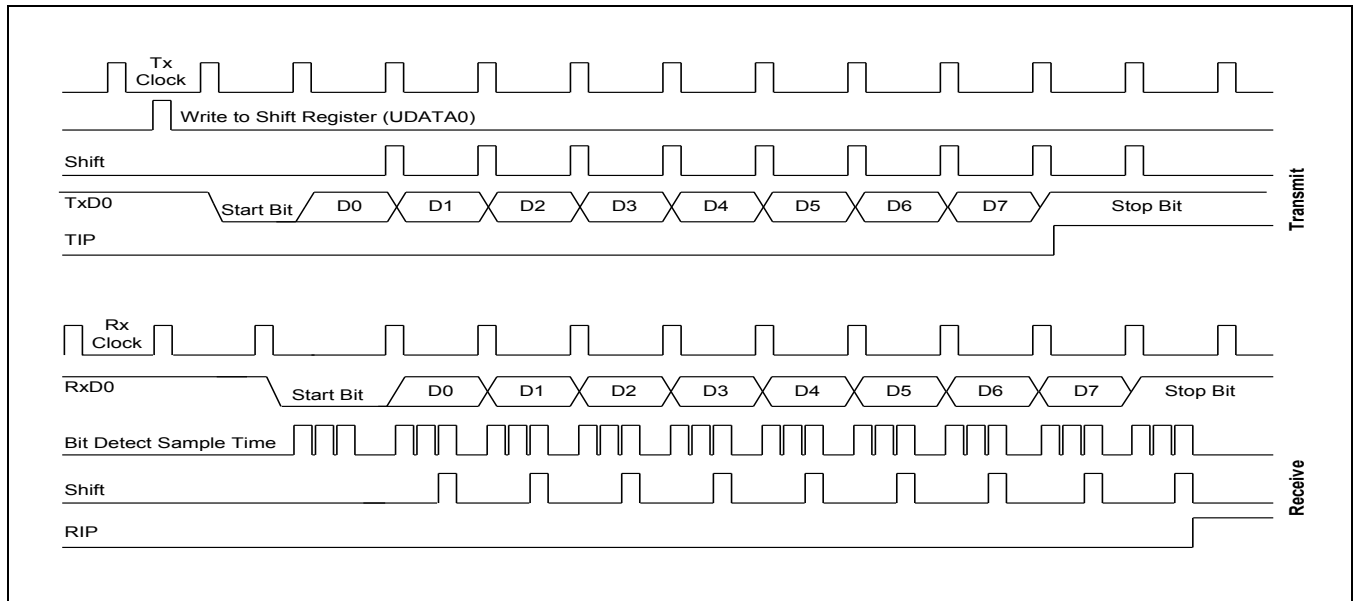 Tx
Clock
Write to Shift Register (UDATA0)
Shift
TxD0
Start Bit
D0
D1
D2
D3
D4
D5
D6
D7
Stop Bit
TIP
Transmit
Rx
Clock
RxD0
Start Bit
D0
D1
D2
D3
D4
D5
D6
D7
Stop Bit
Bit Detect Sample Time
Shift
RIP
Receive